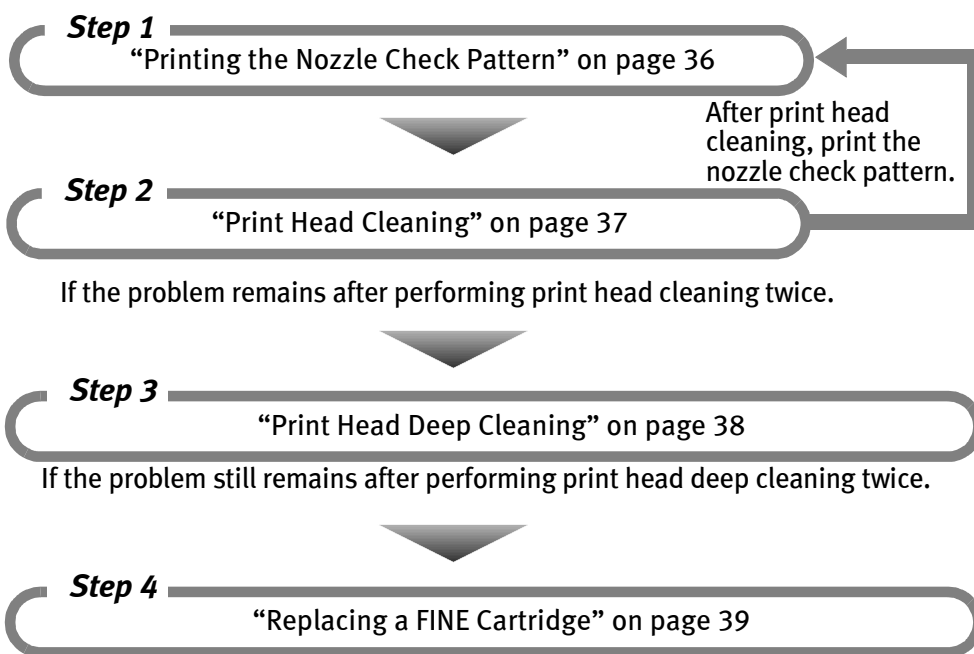 Step 1
“Printing the Nozzle Check Pattern” on page 36
After print head
cleaning, print the
nozzle check pattern.
Step 2
“Print Head Cleaning” on page 37
If the problem remains after performing print head cleaning twice.
Step 3
“Print Head Deep Cleaning” on page 38
If the problem still remains after performing print head deep cleaning twice.
Step 4
“Replacing a FINE Cartridge” on page 39